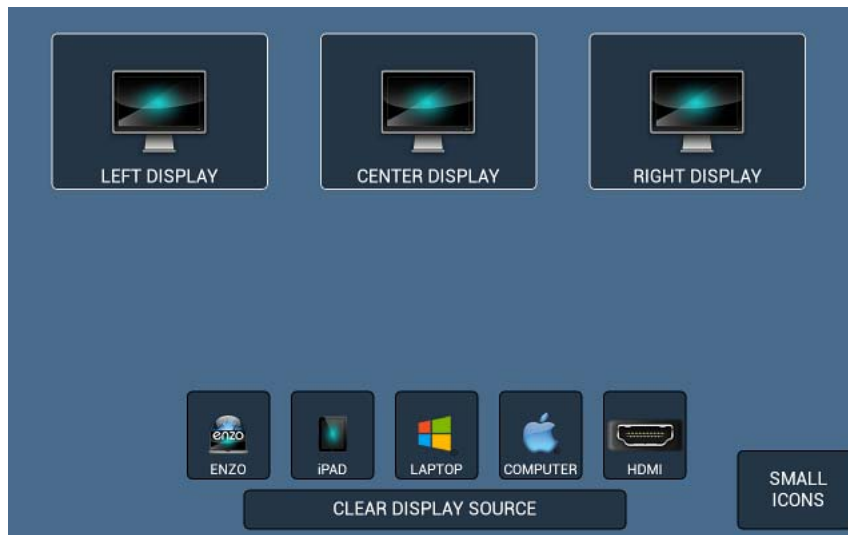 LEFT DISPLAY
CENTER DISPLAY
RIGHT DISPLAY
enzo
ENZO
iPAD
LAPTOP
COMPUTER
HDMI
SMALL
ICONS
CLEAR DISPLAY SOURCE